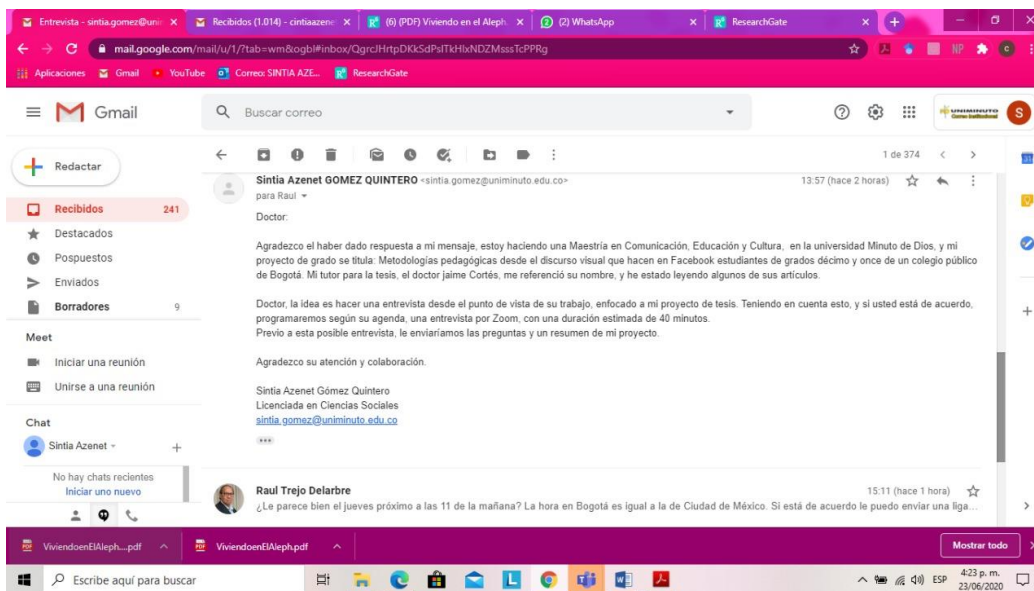 Entrevista - sintia.gomez@unir
Recibidos (1.014) - cintiaazene
(6) (PDF) Viviendo en el Aleph.
(2) WhatsApp
ResearchGate
mail.google.com/mail/u/1/?tab=wm&ogbl#inbox/
NP
Aplicaciones
Gmail
YouTube
Correo: SINTIA AZE...
ResearchGate
Gmail
Buscar correo
UNIMINUTO
S
Redactar
1 de 374
Recibidos 241
Destacados
Pospuestos
Enviados
Borradores 9
Meet
Iniciar una reunión
Unirse a una reunión
Chat
Sintia Azenet
No hay chats recientes
Iniciar uno nuevo
Sintia Azenet GOMEZ QUINTERO <sintia.gomez@uniminuto.edu.co>
13:57 (hace 2 horas)
para Raul
Doctor:
Agradezco el haber dado respuesta a mi mensaje, estoy haciendo una Maestría en Comunicación, Educación y Cultura, en la universidad Minuto de Dios, y mi
proyecto de grado se titula: Metodologías pedagógicas desde el discurso visual que hacen en Facebook estudiantes de grados décimo y once de un colegio público
de Bogotá. Mi tutor para la tesis, el doctor jaime Cortés, me referenció su nombre, y he estado leyendo algunos de sus artículos.
Doctor, la idea es hacer una entrevista desde el punto de vista de su trabajo, enfocado a mi proyecto de tesis. Teniendo en cuenta esto, y si usted está de acuerdo,
programaremos según su agenda, una entrevista por Zoom, con una duración estimada de 40 minutos.
Previo a esta posible entrevista, le enviaríamos las preguntas y un resumen de mi proyecto.
Agradezco su atención y colaboración.
Sintia Azenet Gómez Quintero
Licenciada en Ciencias Sociales
sintia.gomez@uniminuto.edu.co
Raul Trejo Delarbre
15:11 (hace 1 hora)
¿Le parece bien el jueves próximo a las 11 de la mañana? La hora en Bogotá es igual a la de Ciudad de México. Si está de acuerdo le puedo enviar una liga...
ViviendoenElAleph....pdf
ViviendoenElAleph.pdf
Mostrar todo
Escribe aquí para buscar
ESP
4:23 p. m.
23/06/2020